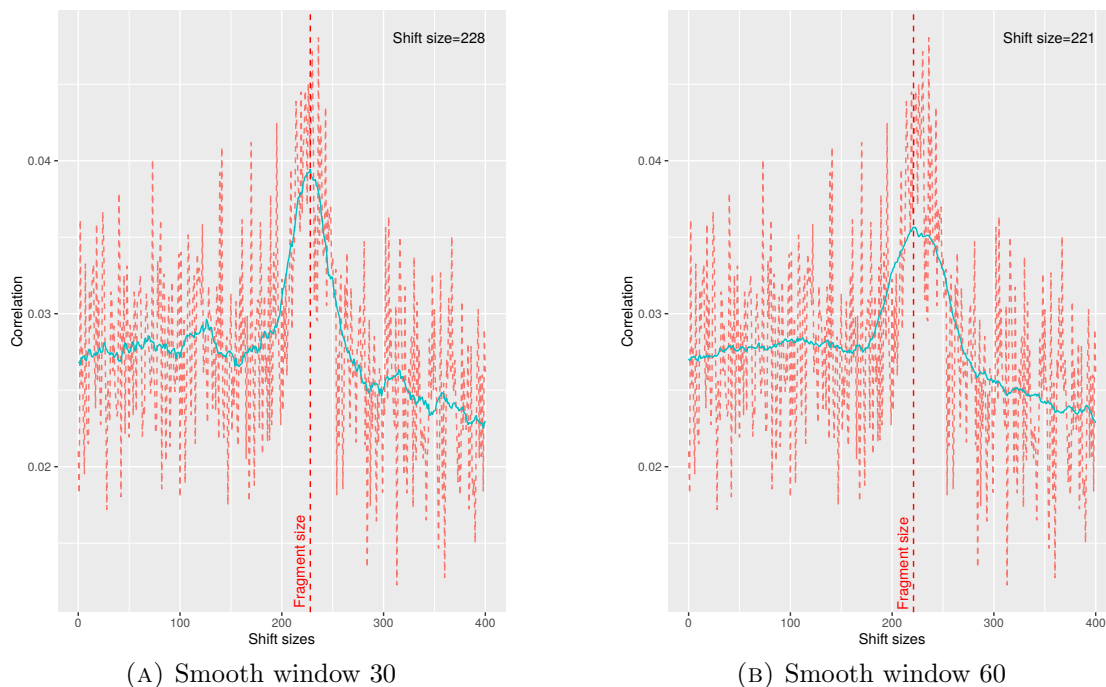 Shift size=228
0.04
0.03
0.02
Correlation
Fragment size
0
100
200
300
400
Shift sizes
(A) Smooth window 30
Shift size=221
0.04
0.03
0.02
Correlation
Fragment size
0
100
200
300
400
Shift sizes
(B) Smooth window 60